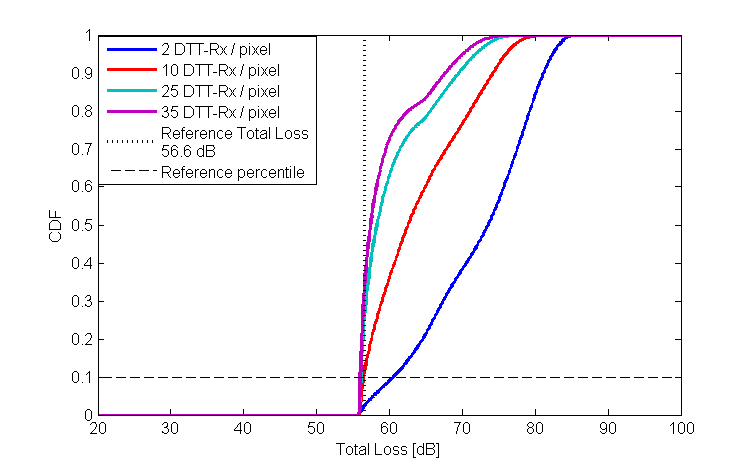 1
0.9
0.8
0.7
0.6
0.5
0.4
0.3
0.2
0.1
0
CDF
2 DTT-Rx / pixel
10 DTT-Rx / pixel
25 DTT-Rx / pixel
35 DTT-Rx / pixel
Reference Total Loss
56.6 dB
Reference percentile
20 30 40 50 60 70 80 90 100
Total Loss [dB]